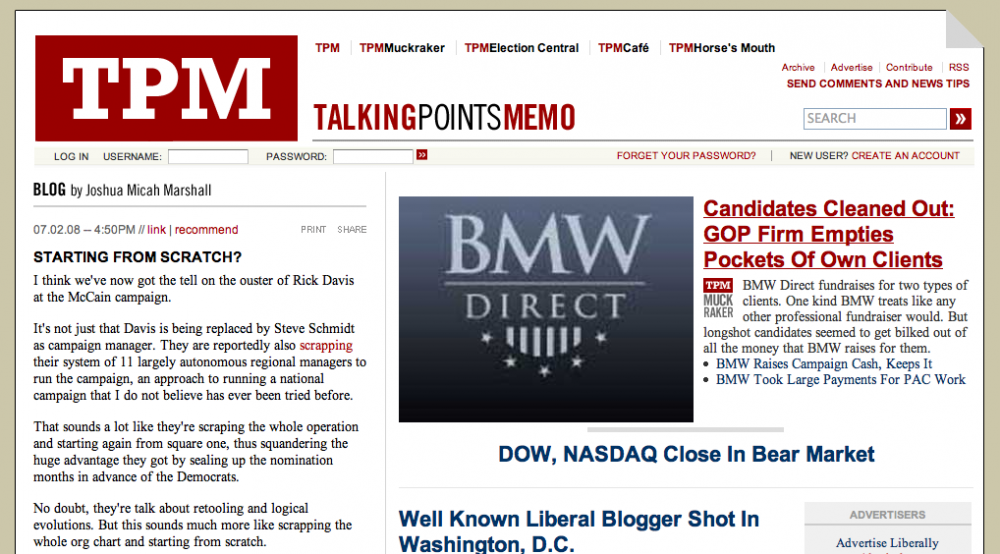 TPM
TPM TPMMuckraker TPMElection Central TPMCafé TPMHorse's Mouth
Archive Advertise Contribute RSS
SEND COMMENTS AND NEWS TIPS
TALKINGPOINTSMEMO
SEARCH »
LOG IN USERNAME: PASSWORD: » FORGET YOUR PASSWORD? | NEW USER? CREATE AN ACCOUNT
BLOG by Joshua Micah Marshall
07.02.08 -- 4:50PM // link | recommend PRINT SHARE
STARTING FROM SCRATCH?
I think we've now got the tell on the ouster of Rick Davis
at the McCain campaign.
It's not just that Davis is being replaced by Steve Schmidt
as campaign manager. They are reportedly also scrapping
their system of 11 largely autonomous regional managers to
run the campaign, an approach to running a national
campaign that I do not believe has ever been tried before.
That sounds a lot like they're scraping the whole operation
and starting again from square one, thus squandering the
huge advantage they got by sealing up the nomination
months in advance of the Democrats.
No doubt, they're talk about retooling and logical
evolutions. But this sounds much more like scrapping the
whole org chart and starting from scratch.
BMW
DIRECT
Candidates Cleaned Out:
GOP Firm Empties
Pockets Of Own Clients
TPM
MUCK
RAKER
BMW Direct fundraises for two types of
clients. One kind BMW treats like any
other professional fundraiser would. But
longshot candidates seemed to get bilked out of
all the money that BMW raises for them.
• BMW Raises Campaign Cash, Keeps It
• BMW Took Large Payments For PAC Work
DOW, NASDAQ Close In Bear Market
Well Known Liberal Blogger Shot In
Washington, D.C.
ADVERTISERS
Advertise Liberally